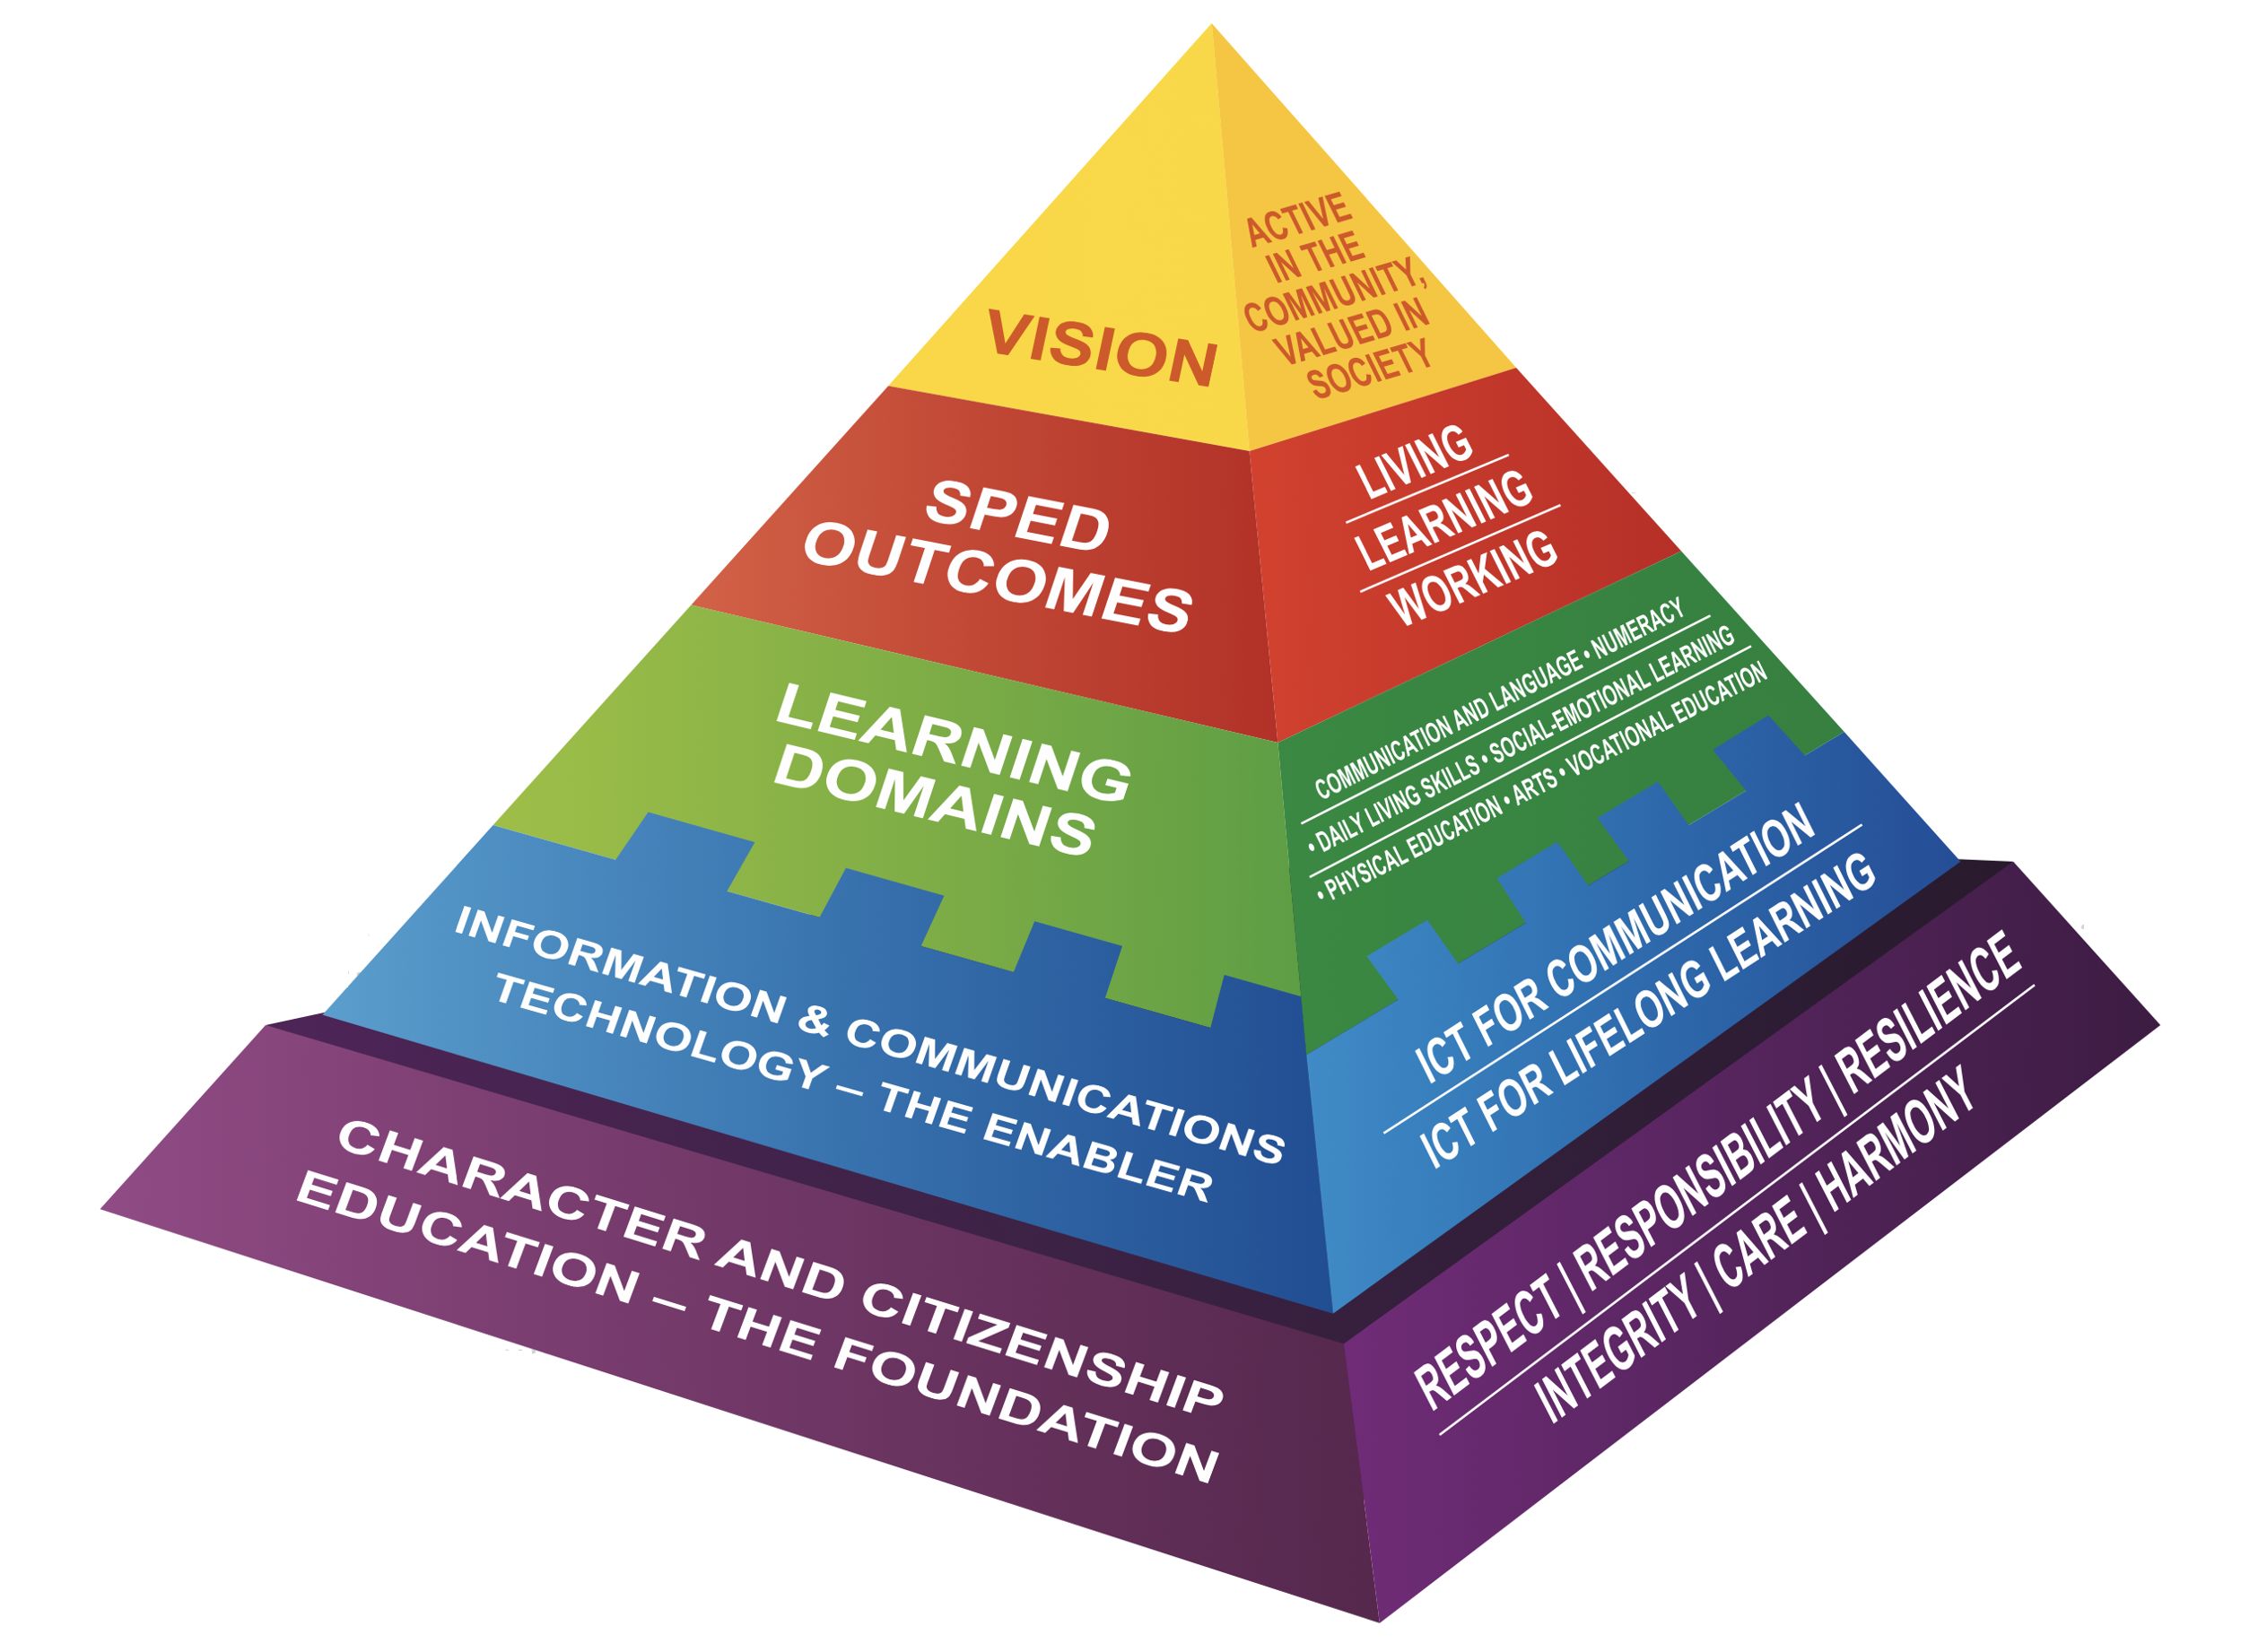 VISION
ACTIVE
IN THE
COMMUNITY,
VALUED IN
SOCIETY
SPED
OUTCOMES
LIVING
LEARNING
WORKING
LEARNING
DOMAINS
COMMUNICATION AND LANGUAGE • NUMERACY
• DAILY LIVING SKILLS • SOCIAL-EMOTIONAL LEARNING
• PHYSICAL EDUCATION • ARTS • VOCATIONAL EDUCATION
INFORMATION & COMMUNICATIONS
TECHNOLOGY – THE ENABLER
ICT FOR COMMUNICATION
ICT FOR LIFELONG LEARNING
CHARACTER AND CITIZENSHIP
EDUCATION – THE FOUNDATION
RESPECT | RESPONSIBILITY | RESILIENCE
INTEGRITY | CARE | HARMONY